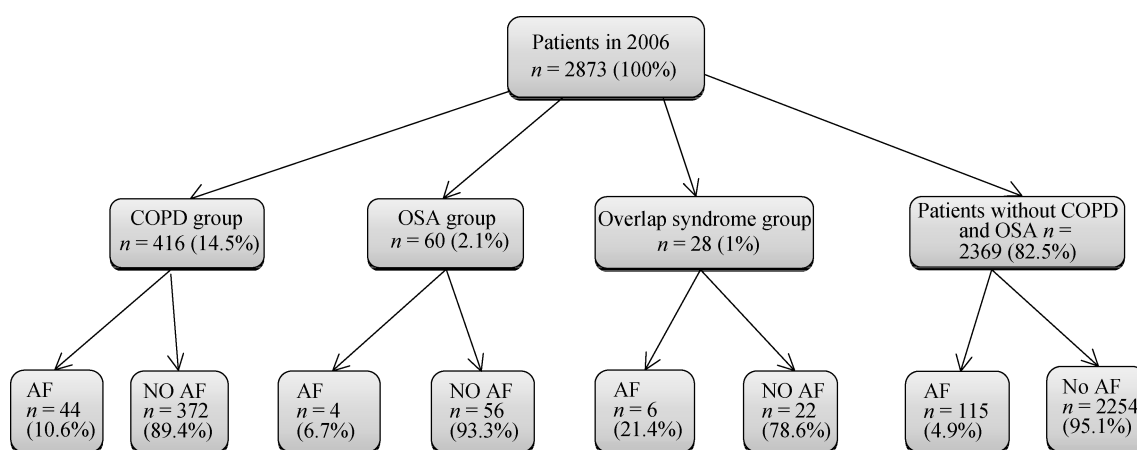 Patients in 2006
n = 2873 (100%)
COPD group
n = 416 (14.5%)
OSA group
n = 60 (2.1%)
Overlap syndrome group
n = 28 (1%)
Patients without COPD
and OSA n =
2369 (82.5%)
AF
n = 44
(10.6%)
NO AF
n = 372
(89.4%)
AF
n = 4
(6.7%)
NO AF
n = 56
(93.3%)
AF
n = 6
(21.4%)
NO AF
n = 22
(78.6%)
AF
n = 115
(4.9%)
No AF
n = 2254
(95.1%)